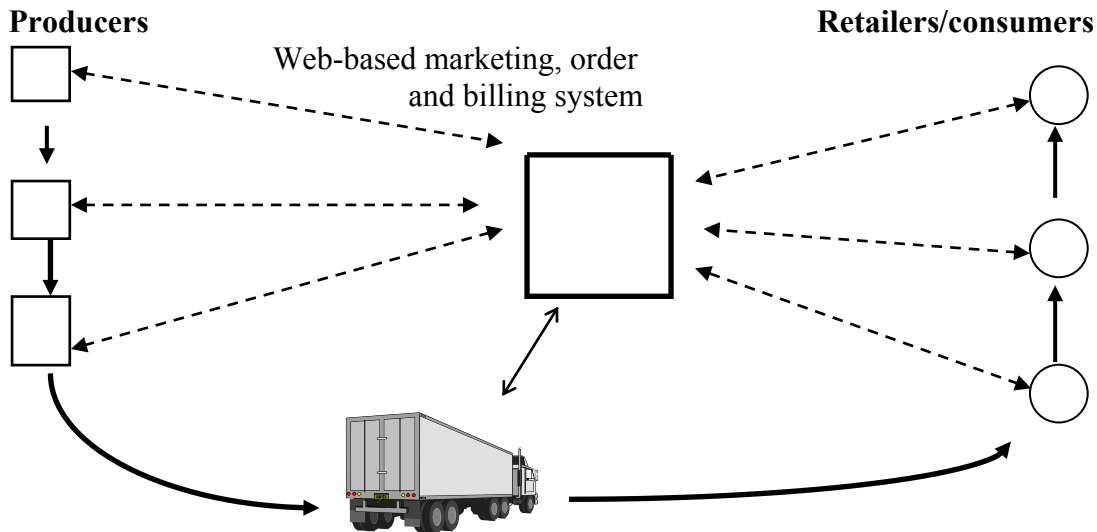 Producers
Retailers/consumers
Web-based marketing, order
and billing system